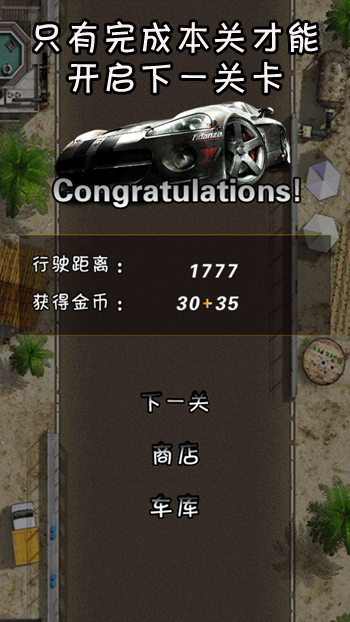 只有完成本关才能
开启下一关卡
Congratulations!
行驶距离： 1777
获得金币： 30+35
下一关
商店
车库